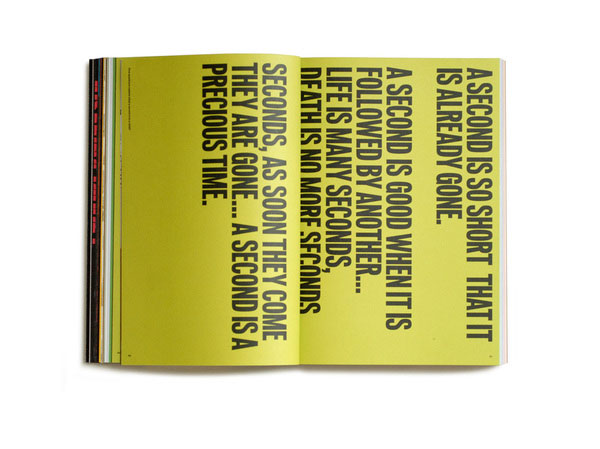 A SECOND IS SO SHORT THAT IT
IS ALREADY GONE.
A SECOND IS GOOD WHEN IT IS
FOLLOWED BY ANOTHER...
LIFE IS MANY SECONDS,
DEATH IS NO MORE SECONDS
SECONDS, AS SOON THEY COME
THEY ARE GONE... A SECOND IS A
PRECIOUS TIME.